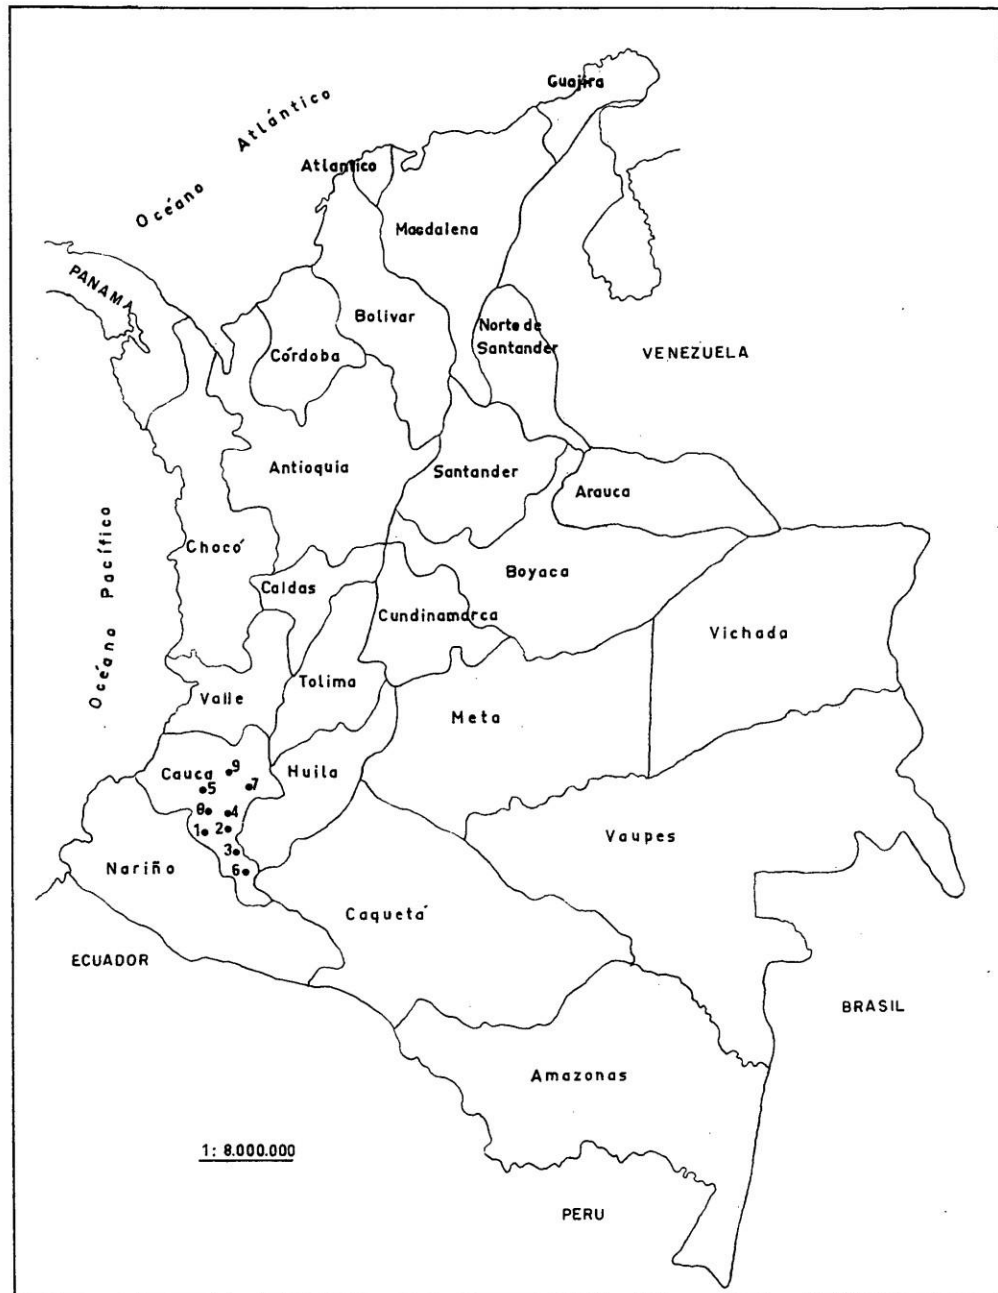 Guajira
Océano Atlántico
Atlantico
Magdalena
PANAMA
Bolivar
Norte de
Santander
Córdoba
VENEZUELA
Antioquia
Santander
Arauca
Océano Pacífico
Chocó
Boyaca
Caldas
Cundinamarca
Vichada
Valle
Tolima
Meta
Cauca
9
Huila
7
5
8
4
1
2
Vaupes
3
Nariño
6
Caquetá
ECUADOR
BRASIL
Amazonas
1: 8.000.000
PERU